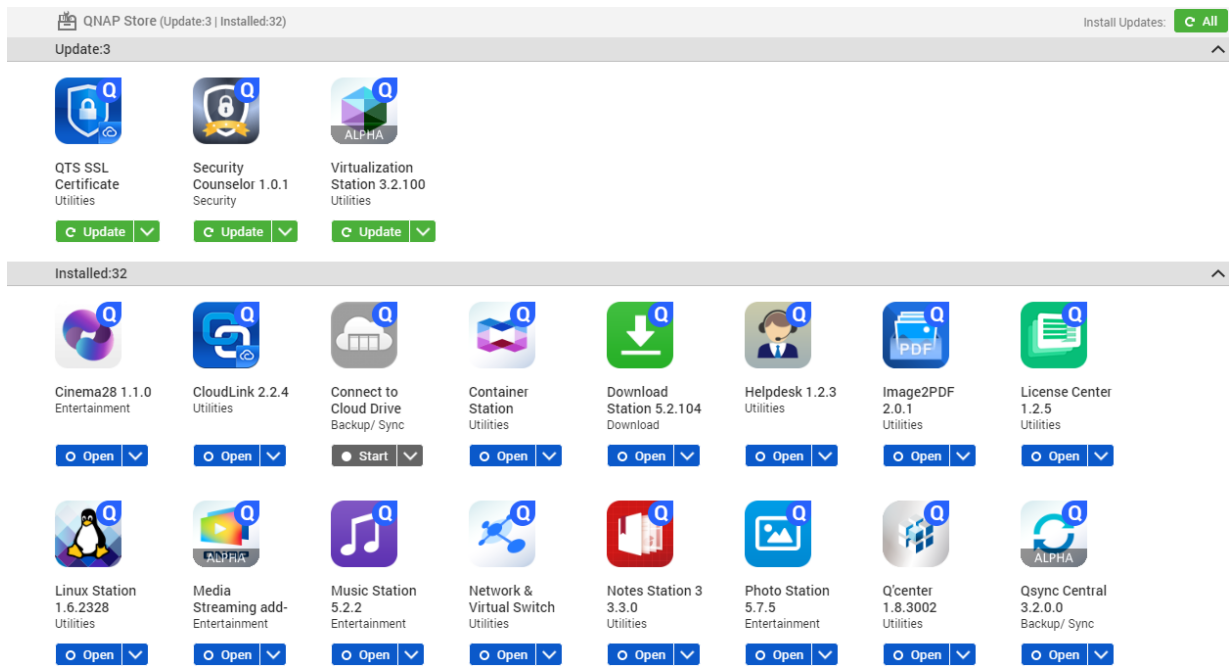 QNAP Store (Update:3 | Installed:32)
Install Updates: All
Update:3
Q Q Q
ALPHA
QTS SSL Certificate
Utilities
Security Counselor 1.0.1
Security
Virtualization Station 3.2.100
Utilities
Update Update Update
Installed:32
Q Q Q Q Q Q Q Q
PDF
Cinema28 1.1.0
Entertainment
CloudLink 2.2.4
Utilities
Connect to Cloud Drive
Backup/ Sync
Container Station
Utilities
Download Station 5.2.104
Download
Helpdesk 1.2.3
Utilities
Image2PDF 2.0.1
Utilities
License Center 1.2.5
Utilities
Open Open Start Open Open Open Open Open
Q Q Q Q Q Q Q Q
ALPHA ALPHA
Linux Station 1.6.2328
Utilities
Media Streaming add-
Entertainment
Music Station 5.2.2
Entertainment
Network & Virtual Switch
Utilities
Notes Station 3 3.3.0
Utilities
Photo Station 5.7.5
Entertainment
Q'center 1.8.3002
Utilities
Qsync Central 3.2.0.0
Backup/ Sync
Open Open Open Open Open Open Open Open